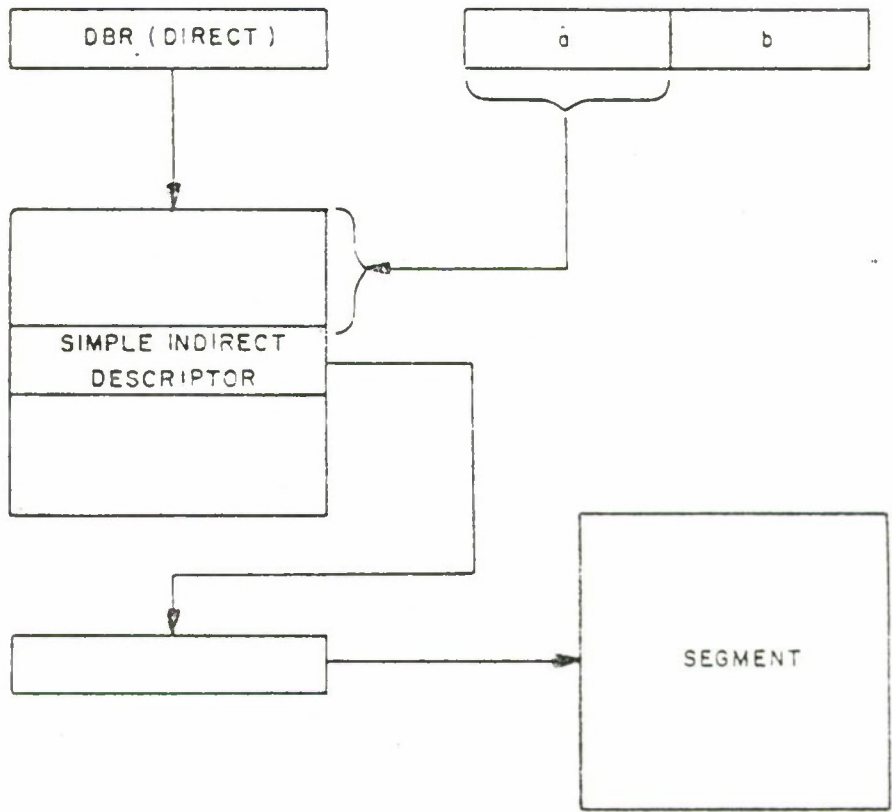 DBR (DIRECT)
a b
SIMPLE INDIRECT
DESCRIPTOR
SEGMENT